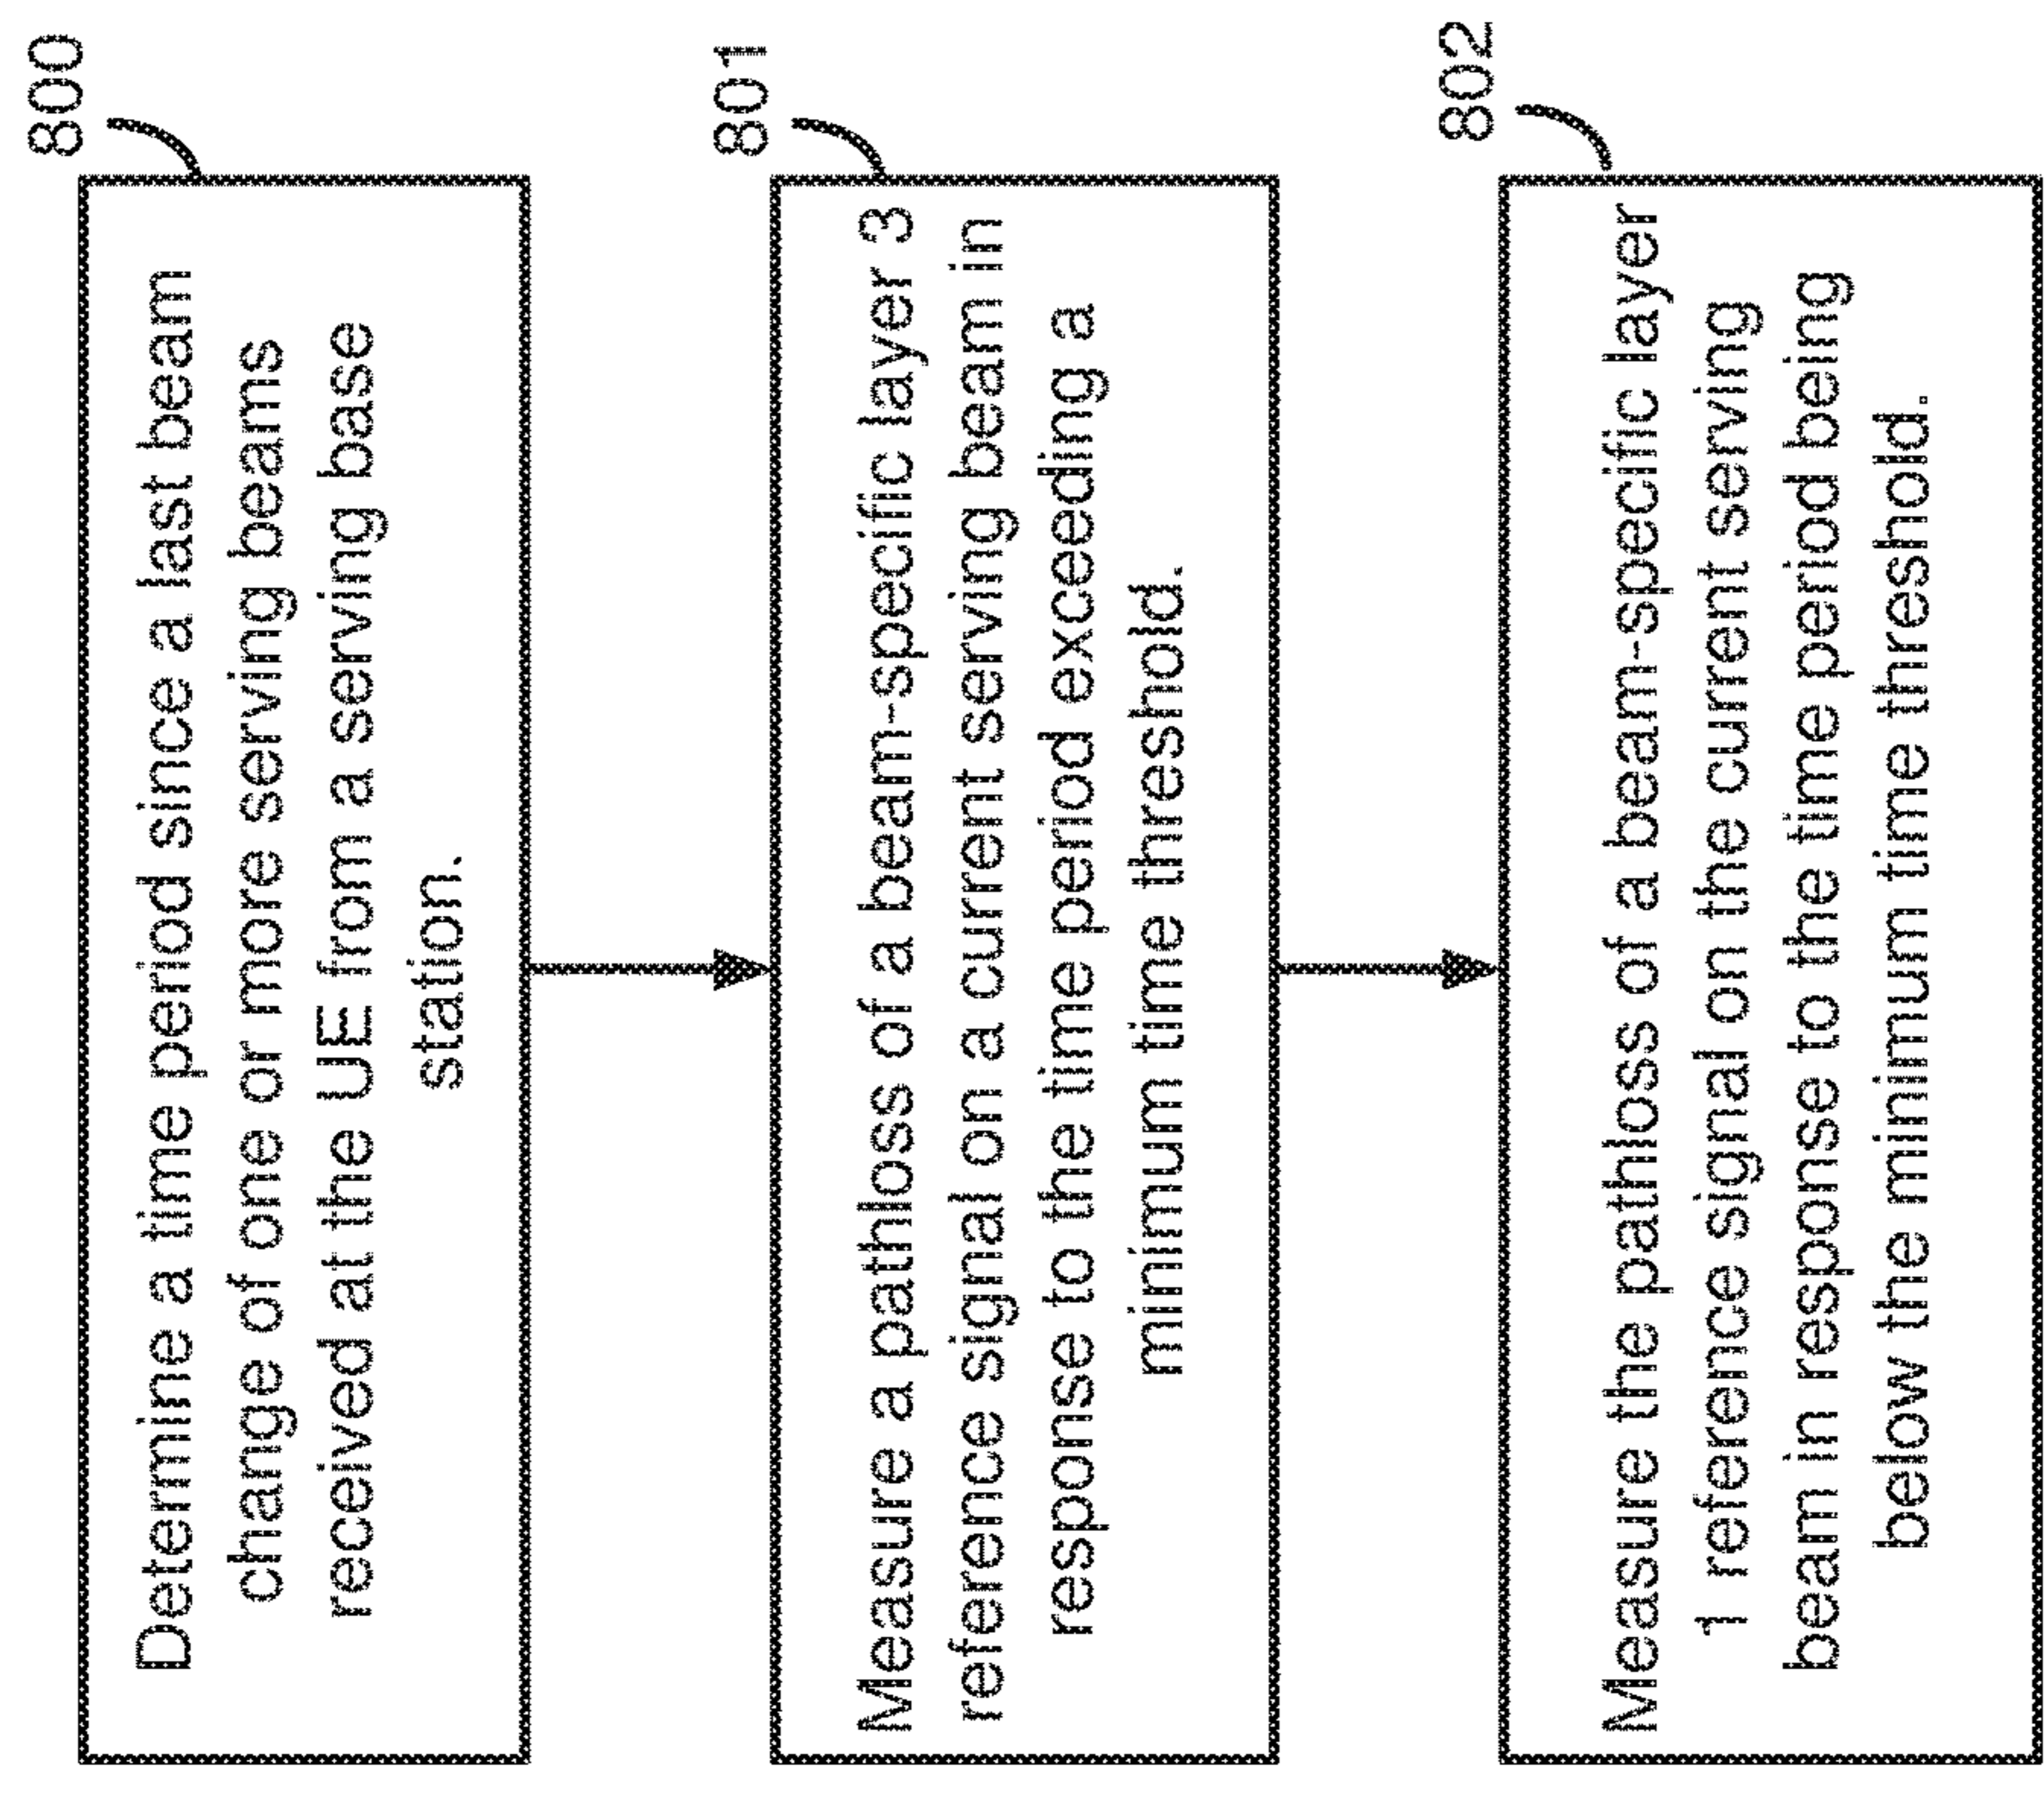 800
Determine a time period since a last beam
change of one or more serving beams
received at the UE from a serving base
station.
801
Measure a pathloss of a beam-specific layer 3
reference signal on a current serving beam in
response to the time period exceeding a
minimum time threshold.
802
Measure the pathloss of a beam-specific layer
1 reference signal on the current serving
beam in response to the time period being
below the minimum time threshold.